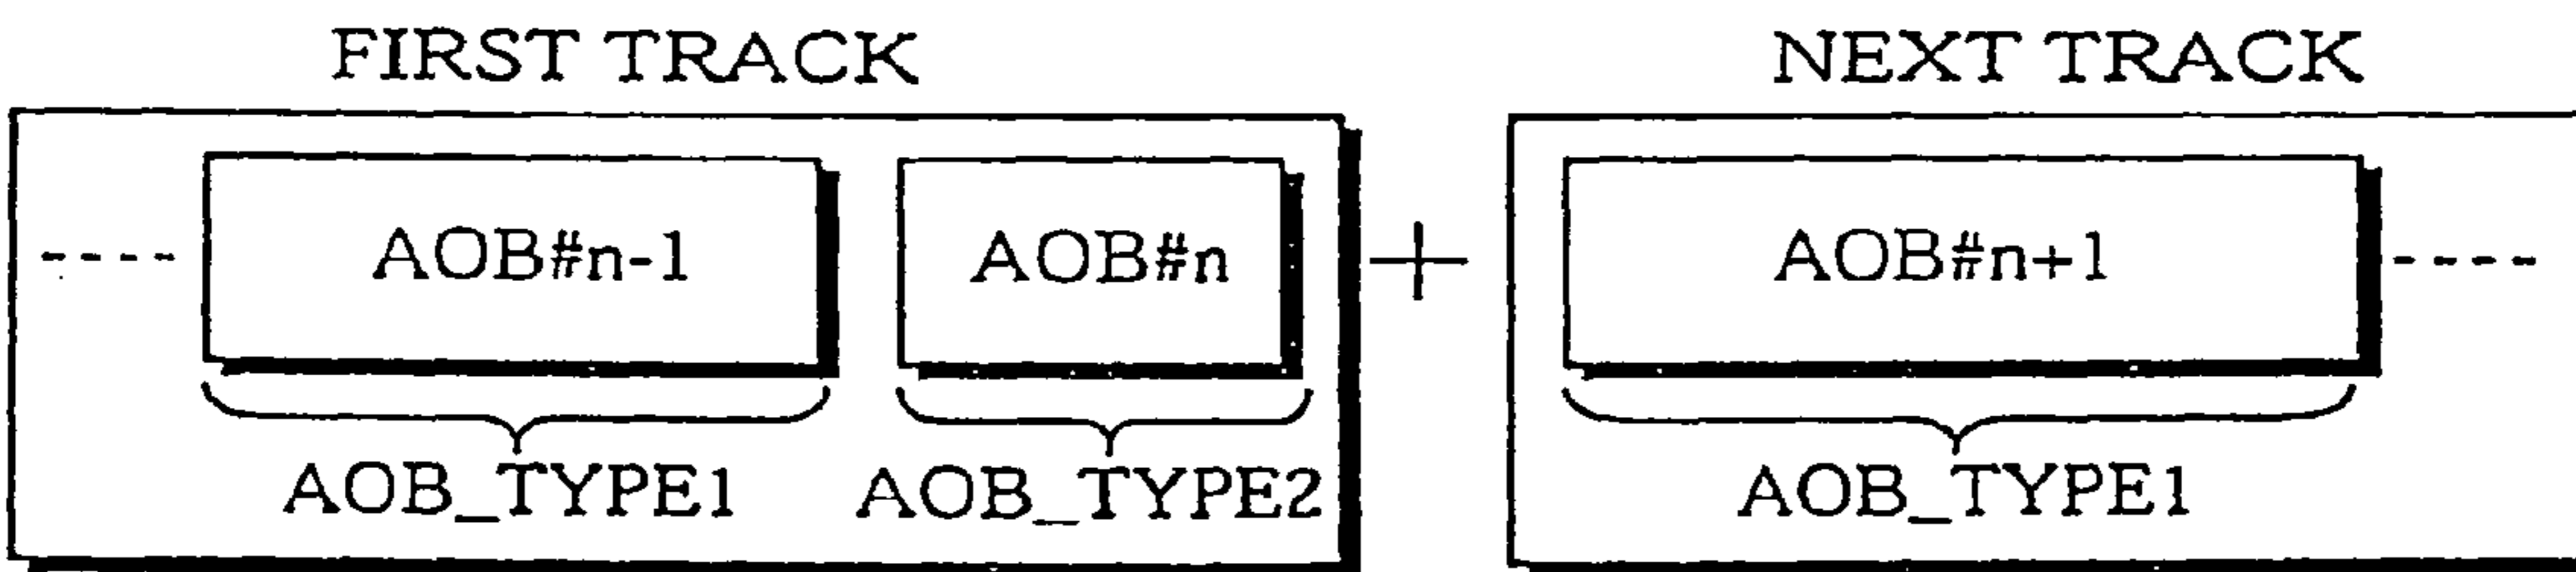 FIRST TRACK NEXT TRACK
---- AOB#n-1 AOB#n + AOB#n+1 ----
AOB_TYPE1 AOB_TYPE2 AOB_TYPE1